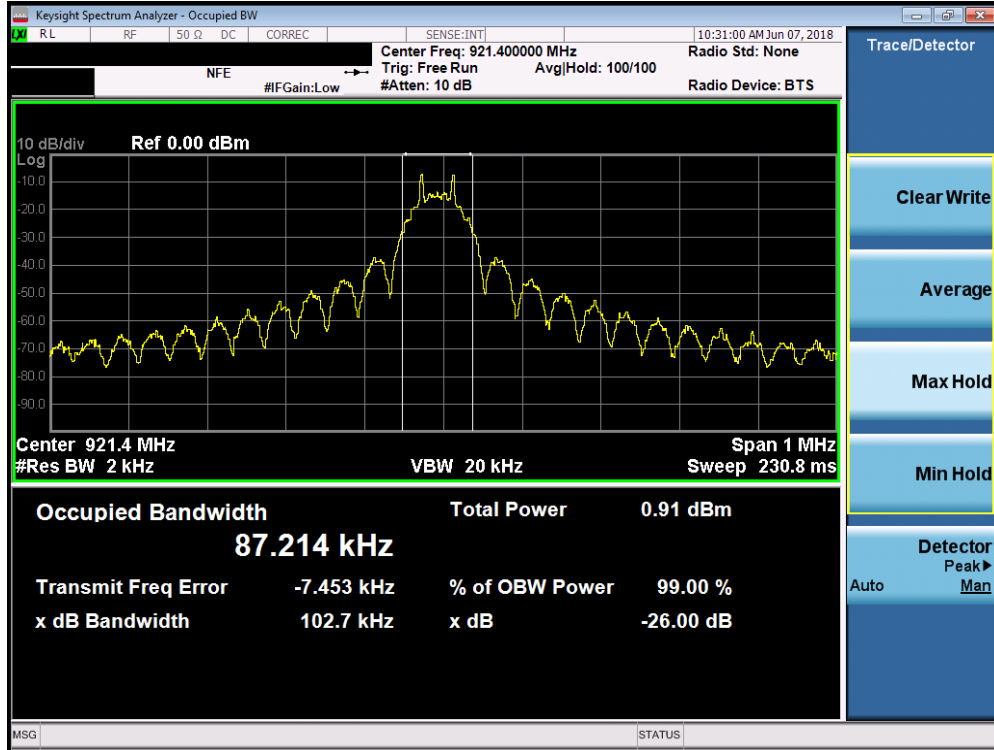 Keysight Spectrum Analyzer - Occupied BW
LXI RL RF 50 Ω DC CORREC SENSE:INT 10:31:00 AM Jun 07, 2018
Center Freq: 921.400000 MHz Radio Std: None
NFE Trig: Free Run Avg|Hold: 100/100
#IFGain:Low #Atten: 10 dB Radio Device: BTS
Trace/Detector
10 dB/div Ref 0.00 dBm
Log
-10.0
-20.0
-30.0
-40.0
-50.0
-60.0
-70.0
-80.0
-90.0
Center 921.4 MHz Span 1 MHz
#Res BW 2 kHz VBW 20 kHz Sweep 230.8 ms
Occupied Bandwidth Total Power 0.91 dBm
87.214 kHz
Transmit Freq Error -7.453 kHz % of OBW Power 99.00 %
x dB Bandwidth 102.7 kHz x dB -26.00 dB
Clear Write
Average
Max Hold
Min Hold
Detector
Peak▶
Auto Man
MSG STATUS